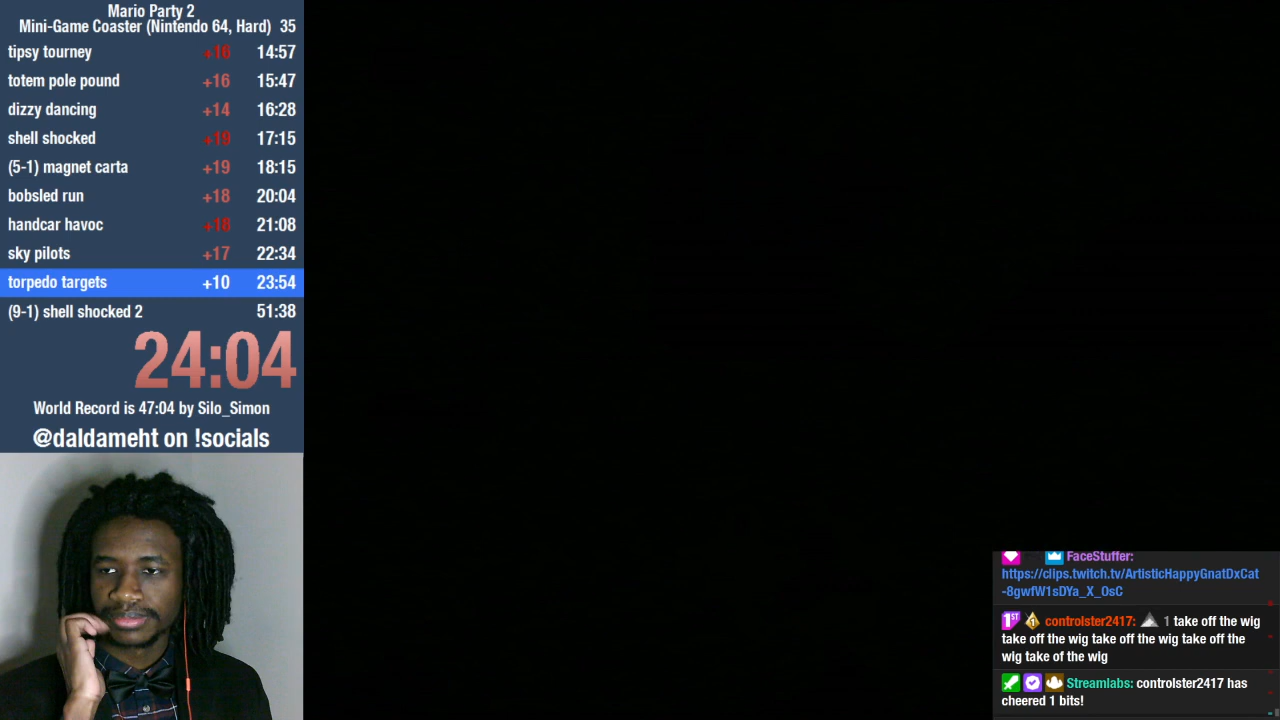 Mario Party 2
Mini-Game Coaster (Nintendo 64, Hard) 35
tipsy tourney +16 14:57
totem pole pound +16 15:47
dizzy dancing +14 16:28
shell shocked +19 17:15
(5-1) magnet carta +19 18:15
bobsled run +18 20:04
handcar havoc +18 21:08
sky pilots +17 22:34
torpedo targets +10 23:54
(9-1) shell shocked 2 51:38
24:04
World Record is 47:04 by Silo_Simon
@daldameht on !socials
FaceStuffer:
https://clips.twitch.tv/ArtisticHappyGnatDxCat
-8gwfW1sDYa_X_OsC
1ST 1 controlster2417: 1 take off the wig
take off the wig take off the wig take off the
wig take of the wig
Streamlabs: controlster2417 has
cheered 1 bits!